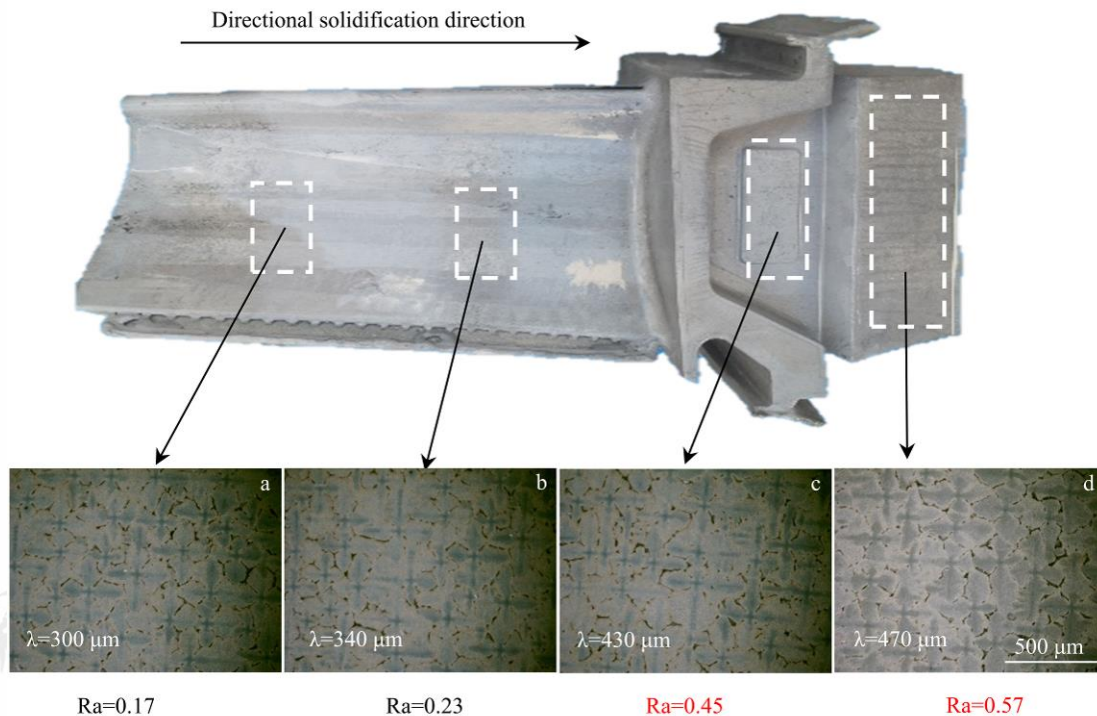 Directional solidification direction
a
b
c
d
λ=300 μm
λ=340 μm
λ=430 μm
λ=470 μm
500 μm
Ra=0.17
Ra=0.23
Ra=0.45
Ra=0.57